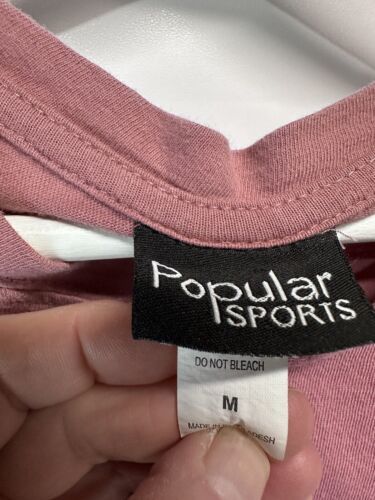 Popular
SPORTS
DO NOT BLEACH
M
MADE IN